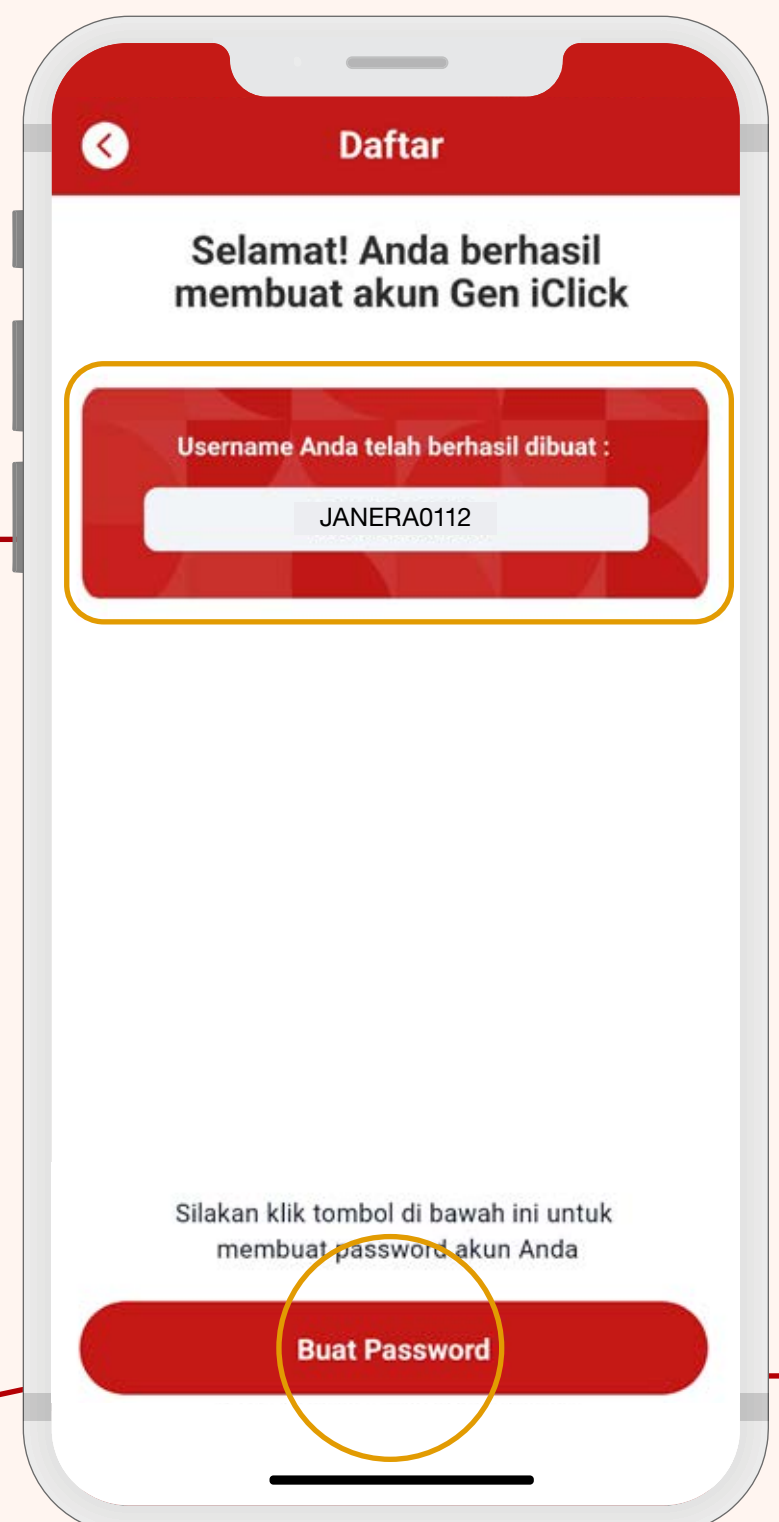 Daftar
Selamat! Anda berhasil
membuat akun Gen iClick
Username Anda telah berhasil dibuat :
JANERA0112
Silakan klik tombol di bawah ini untuk
membuat password akun Anda
Buat Password